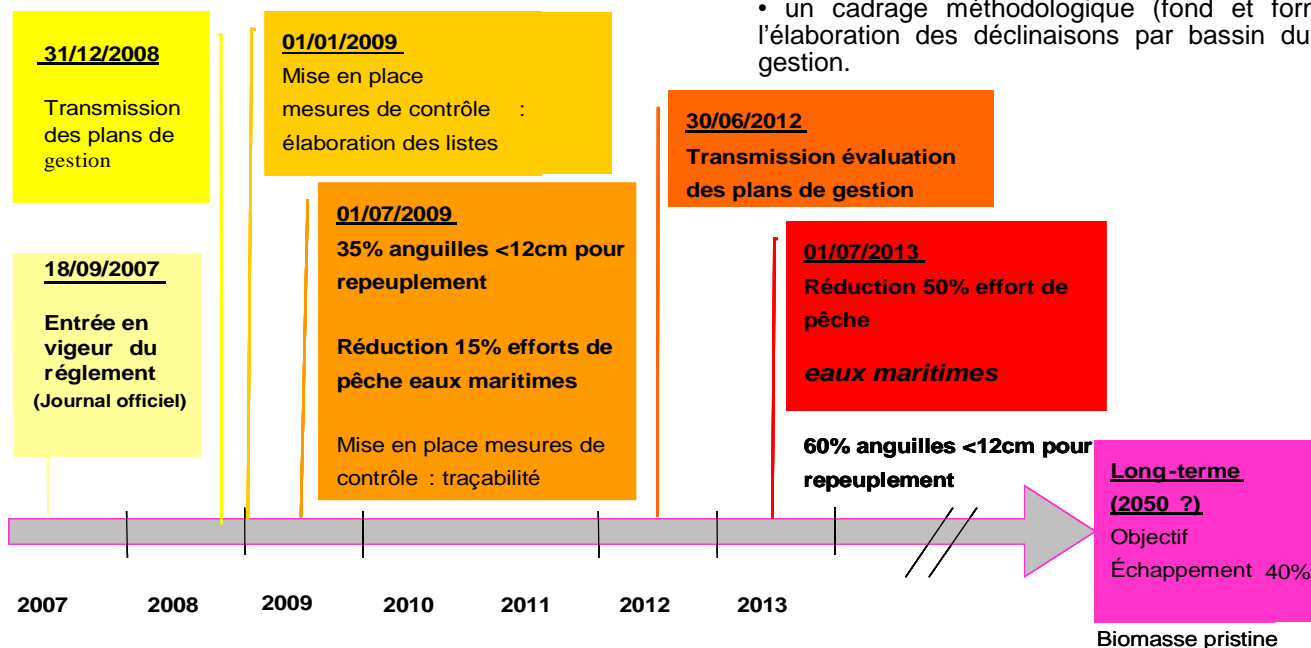 • un cadrage méthodologique (fond et forr
l'élaboration des déclinaisons par bassin du
gestion.
31/12/2008
Transmission
des plans de
gestion
01/01/2009
Mise en place
mesures de contrôle :
élaboration des listes
30/06/2012
Transmission évaluation
des plans de gestion
18/09/2007
Entrée en
vigeur du
réglement
(Journal officiel)
01/07/2009
35% anguilles <12cm pour
repeuplement
Réduction 15% efforts de
pêche eaux maritimes
Mise en place mesures de
contrôle : traçabilité
01/07/2013
Réduction 50% effort de
pêche
eaux maritimes
60% anguilles <12cm pour
repeuplement
Long-terme
(2050 ?)
Objectif
Échappement 40%
Biomasse pristine
2007 2008 2009 2010 2011 2012 2013